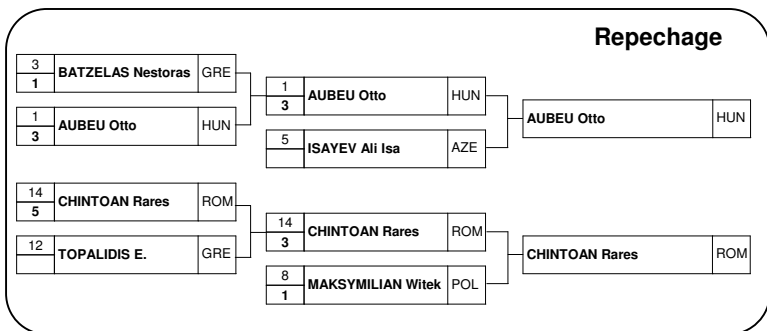 Repechage
3
1
BATZELAS Nestoras
GRE
1
3
AUBEU Otto
HUN
1
3
AUBEU Otto
HUN
5
ISAYEV Ali Isa
AZE
AUBEU Otto
HUN
14
5
CHINTOAN Rares
ROM
12
TOPALIDIS E.
GRE
14
3
CHINTOAN Rares
ROM
8
1
MAKSYMILIAN Witek
POL
CHINTOAN Rares
ROM